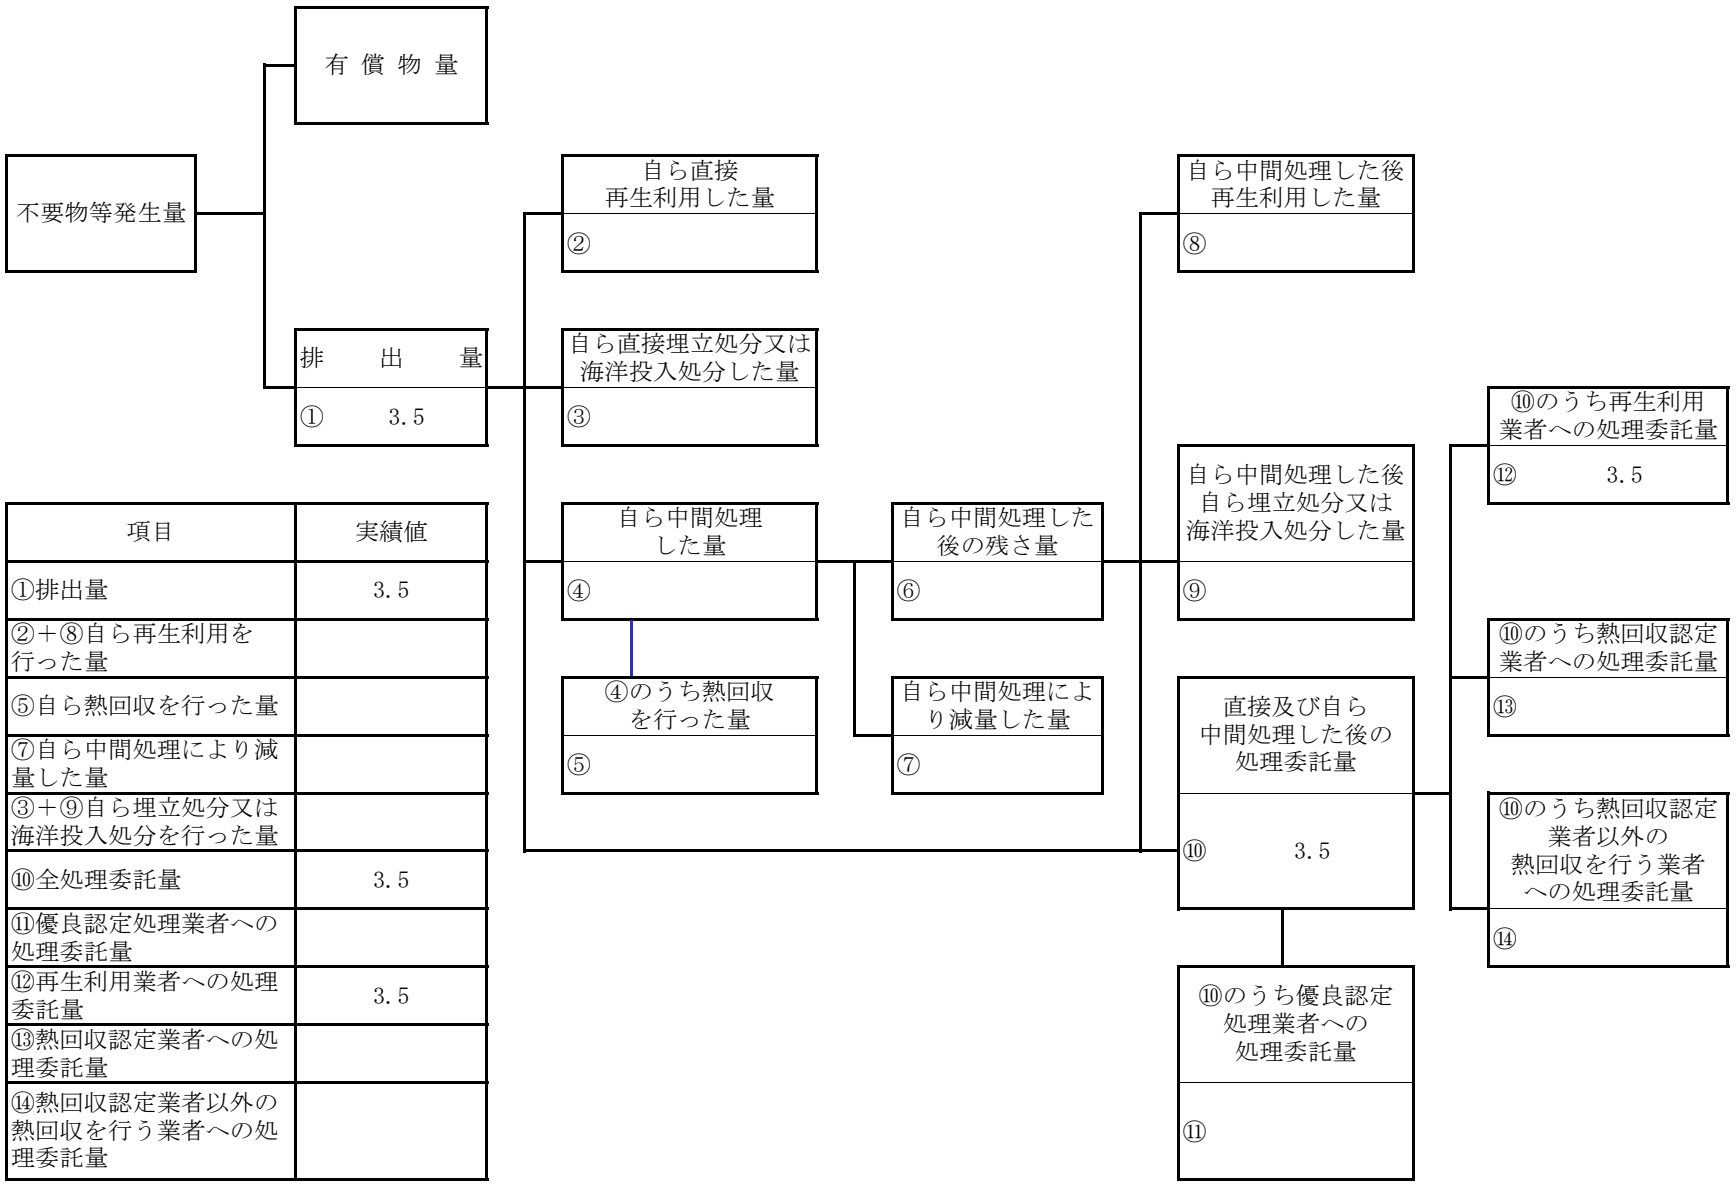 有 償 物 量
不要物等発生量
自ら直接
再生利用した量
②
自ら中間処理した後
再生利用した量
⑧
排 出 量
① 3.5
自ら直接埋立処分又は
海洋投入処分した量
③
⑩のうち再生利用
業者への処理委託量
⑫ 3.5
自ら中間処理した後
自ら埋立処分又は
海洋投入処分した量
⑨
自ら中間処理
した量
④
自ら中間処理した
後の残さ量
⑥
⑩のうち熱回収認定
業者への処理委託量
⑬
④のうち熱回収
を行った量
⑤
自ら中間処理によ
り減量した量
⑦
直接及び自ら
中間処理した後の
処理委託量
⑩ 3.5
⑩のうち熱回収認定
業者以外の
熱回収を行う業者
への処理委託量
⑭
⑩のうち優良認定
処理業者への
処理委託量
⑪
項目 実績値
①排出量 3.5
②＋⑧自ら再生利用を
行った量
⑤自ら熱回収を行った量
⑦自ら中間処理により減
量した量
③＋⑨自ら埋立処分又は
海洋投入処分を行った量
⑩全処理委託量 3.5
⑪優良認定処理業者への
処理委託量
⑫再生利用業者への処理
委託量 3.5
⑬熱回収認定業者への処
理委託量
⑭熱回収認定業者以外の
熱回収を行う業者への処
理委託量